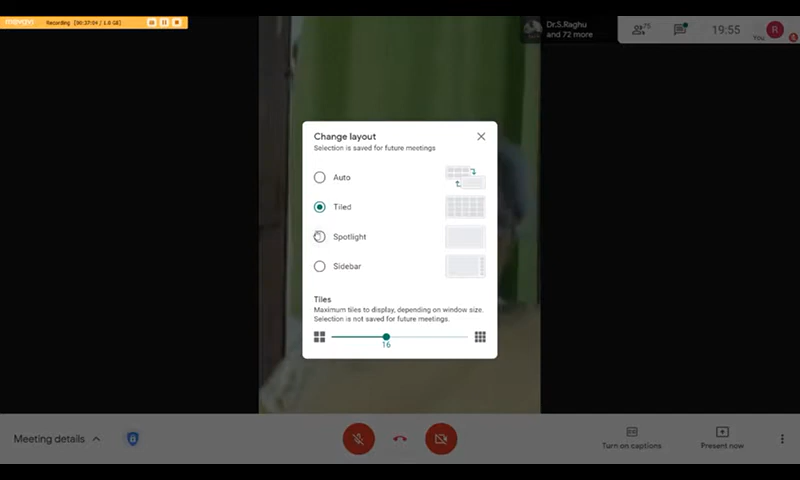 movavi Recording [00:37:04 / 1.0 GB]
Dr.S.Raghu
and 72 more
75
19:55
You
R
Change layout
Selection is saved for future meetings
Auto
Tiled
Spotlight
Sidebar
Tiles
Maximum tiles to display, depending on window size.
Selection is not saved for future meetings.
16
Meeting details
Turn on captions
Present now